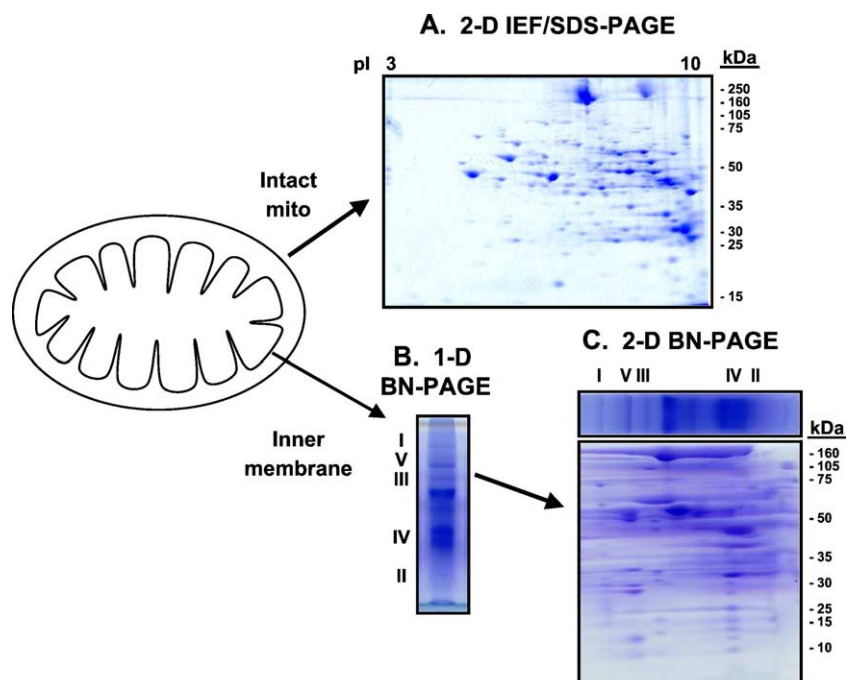 A. 2-D IEF/SDS-PAGE
pI 3 10 kDa
- 250
- 160
- 105
- 75
- 50
- 35
- 30
- 25
- 15
Intact
mito
Inner
membrane
B. 1-D
BN-PAGE
I
V
III
IV
II
C. 2-D BN-PAGE
I V III IV II
kDa
- 160
- 105
- 75
- 50
- 35
- 30
- 25
- 15
- 10